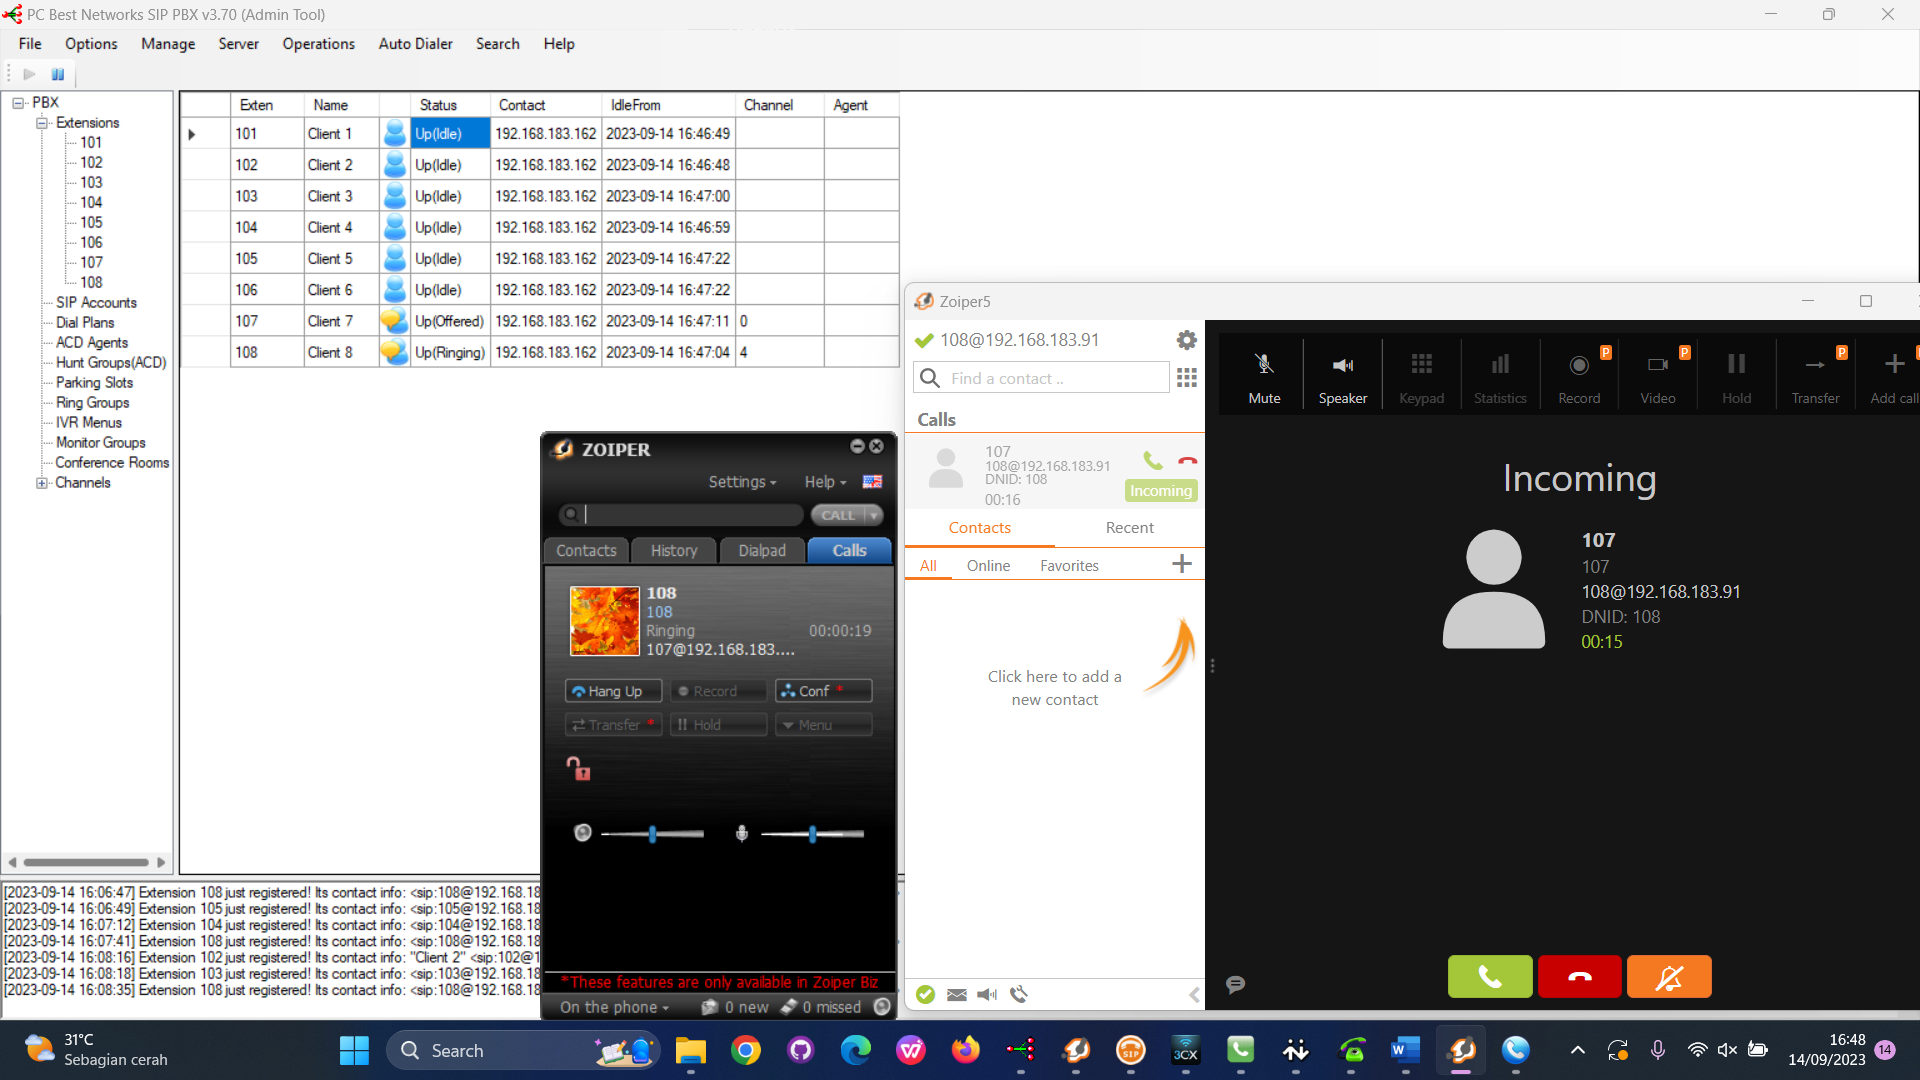 PC Best Networks SIP PBX v3.70 (Admin Tool)
File Options Manage Server Operations Auto Dialer Search Help
PBX
Extensions
101
102
103
104
105
106
107
108
SIP Accounts
Dial Plans
ACD Agents
Hunt Groups(ACD)
Parking Slots
Ring Groups
IVR Menus
Monitor Groups
Conference Rooms
Channels
Exten Name Status Contact IdleFrom Channel Agent
101 Client 1 Up(Idle) 192.168.183.162 2023-09-14 16:46:49
102 Client 2 Up(Idle) 192.168.183.162 2023-09-14 16:46:48
103 Client 3 Up(Idle) 192.168.183.162 2023-09-14 16:47:00
104 Client 4 Up(Idle) 192.168.183.162 2023-09-14 16:46:59
105 Client 5 Up(Idle) 192.168.183.162 2023-09-14 16:47:22
106 Client 6 Up(Idle) 192.168.183.162 2023-09-14 16:47:22
107 Client 7 Up(Offered) 192.168.183.162 2023-09-14 16:47:11 0
108 Client 8 Up(Ringing) 192.168.183.162 2023-09-14 16:47:04 4
[2023-09-14 16:06:47] Extension 108 just registered! Its contact info: <sip:108@192.168.18
[2023-09-14 16:06:49] Extension 105 just registered! Its contact info: <sip:105@192.168.18
[2023-09-14 16:07:12] Extension 104 just registered! Its contact info: <sip:104@192.168.18
[2023-09-14 16:07:41] Extension 108 just registered! Its contact info: <sip:108@192.168.18
[2023-09-14 16:08:16] Extension 102 just registered! Its contact info: "Client 2" <sip:102@1
[2023-09-14 16:08:18] Extension 103 just registered! Its contact info: <sip:103@192.168.18
[2023-09-14 16:08:35] Extension 108 just registered! Its contact info: <sip:108@192.168.18
ZOIPER
Settings Help
CALL
Contacts History Dialpad Calls
108
108
Ringing 00:00:19
107@192.168.183....
Hang Up Record Conf *
Transfer * Hold Menu
*These features are only available in Zoiper Biz
On the phone 0 new 0 missed
Zoiper5
108@192.168.183.91
Find a contact ..
Calls
107
108@192.168.183.91
DNID: 108
00:16
Incoming
Contacts Recent
All Online Favorites
Click here to add a
new contact
P P P
Mute Speaker Keypad Statistics Record Video Hold Transfer Add call
Incoming
107
107
108@192.168.183.91
DNID: 108
00:15
31°C
Sebagian cerah
Search
SIP
3CX
W
16:48
14/09/2023
14